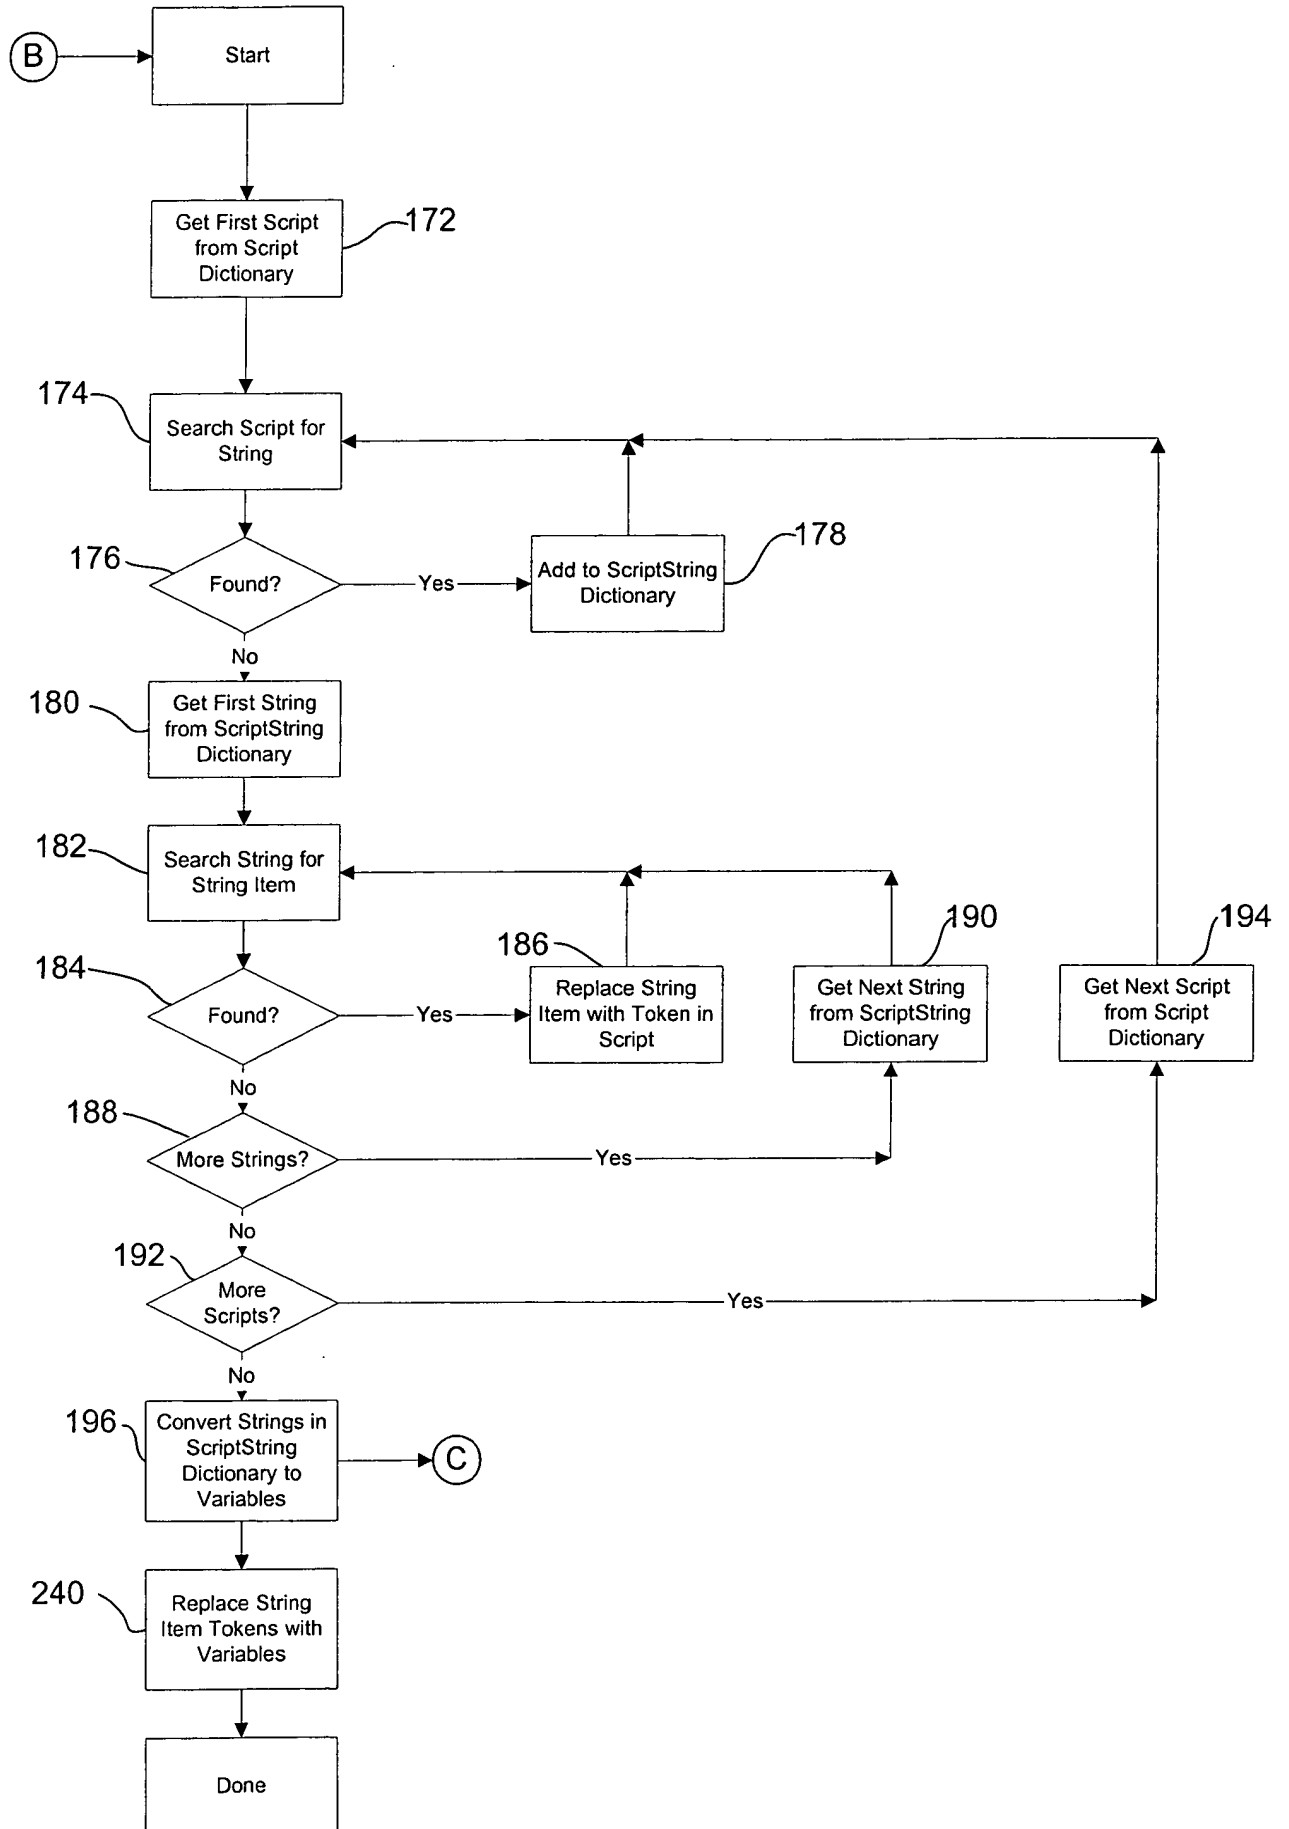 B
Start
Get First Script
from Script
Dictionary
172
174
Search Script for
String
176
Found?
Yes
Add to ScriptString
Dictionary
178
No
180
Get First String
from ScriptString
Dictionary
182
Search String for
String Item
184
Found?
Yes
186
Replace String
Item with Token in
Script
190
Get Next String
from ScriptString
Dictionary
194
Get Next Script
from Script
Dictionary
No
188
More Strings?
Yes
No
192
More
Scripts?
Yes
No
196
Convert Strings in
ScriptString
Dictionary to
Variables
C
240
Replace String
Item Tokens with
Variables
Done